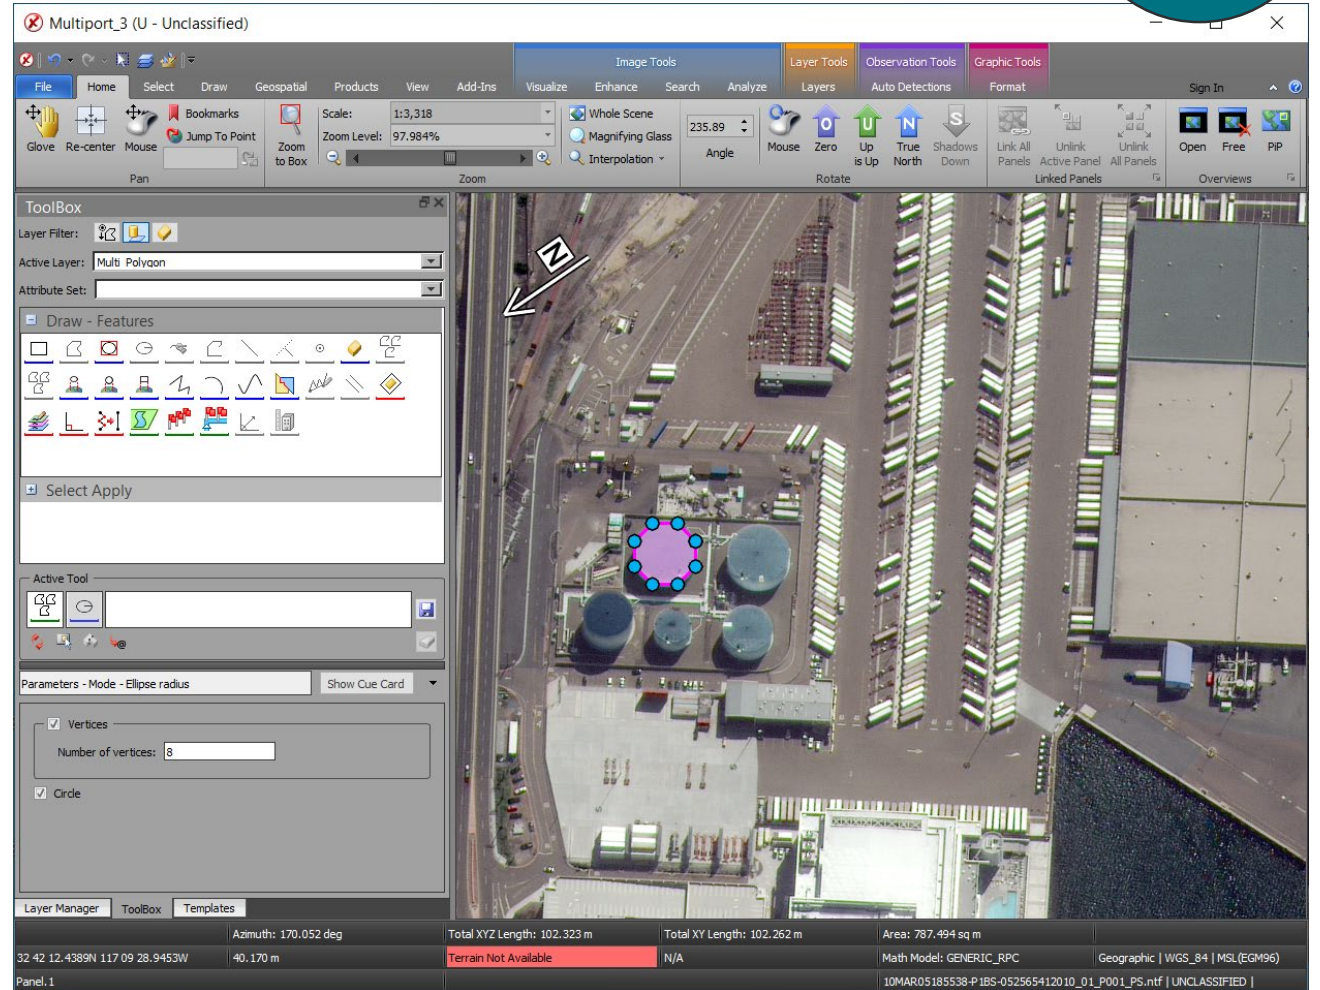 Multiport_3 (U - Unclassified)
Image Tools Layer Tools Observation Tools Graphic Tools
File Home Select Draw Geospatial Products View Add-Ins Visualize Enhance Search Analyze Layers Auto Detections Format Sign In
Glove Re-center Mouse Bookmarks
Jump To Point
Pan
Zoom to Box
Scale: 1:3,318
Zoom Level: 97.984%
Whole Scene
Magnifying Glass
Interpolation
Zoom
235.89
Angle
Mouse Zero Up is Up True North Shadows Down
Rotate
Link All Panels Unlink Active Panel Unlink All Panels
Linked Panels
Open Free PiP
Overviews
ToolBox
Layer Filter:
Active Layer: Multi Polygon
Attribute Set:
Draw - Features
Select Apply
Active Tool
Parameters - Mode - Ellipse radius Show Cue Card
Vertices
Number of vertices: 8
Circle
Layer Manager ToolBox Templates
N
Azimuth: 170.052 deg Total XYZ Length: 102.323 m Total XY Length: 102.262 m Area: 787.494 sq m
32 42 12.4389N 117 09 28.9453W 40.170 m Terrain Not Available N/A Math Model: GENERIC_RPC Geographic | WGS_84 | MSL(EGM96)
Panel.1 10MAR05185538-P1BS-052565412010_01_P001_PS.ntf | UNCLASSIFIED |